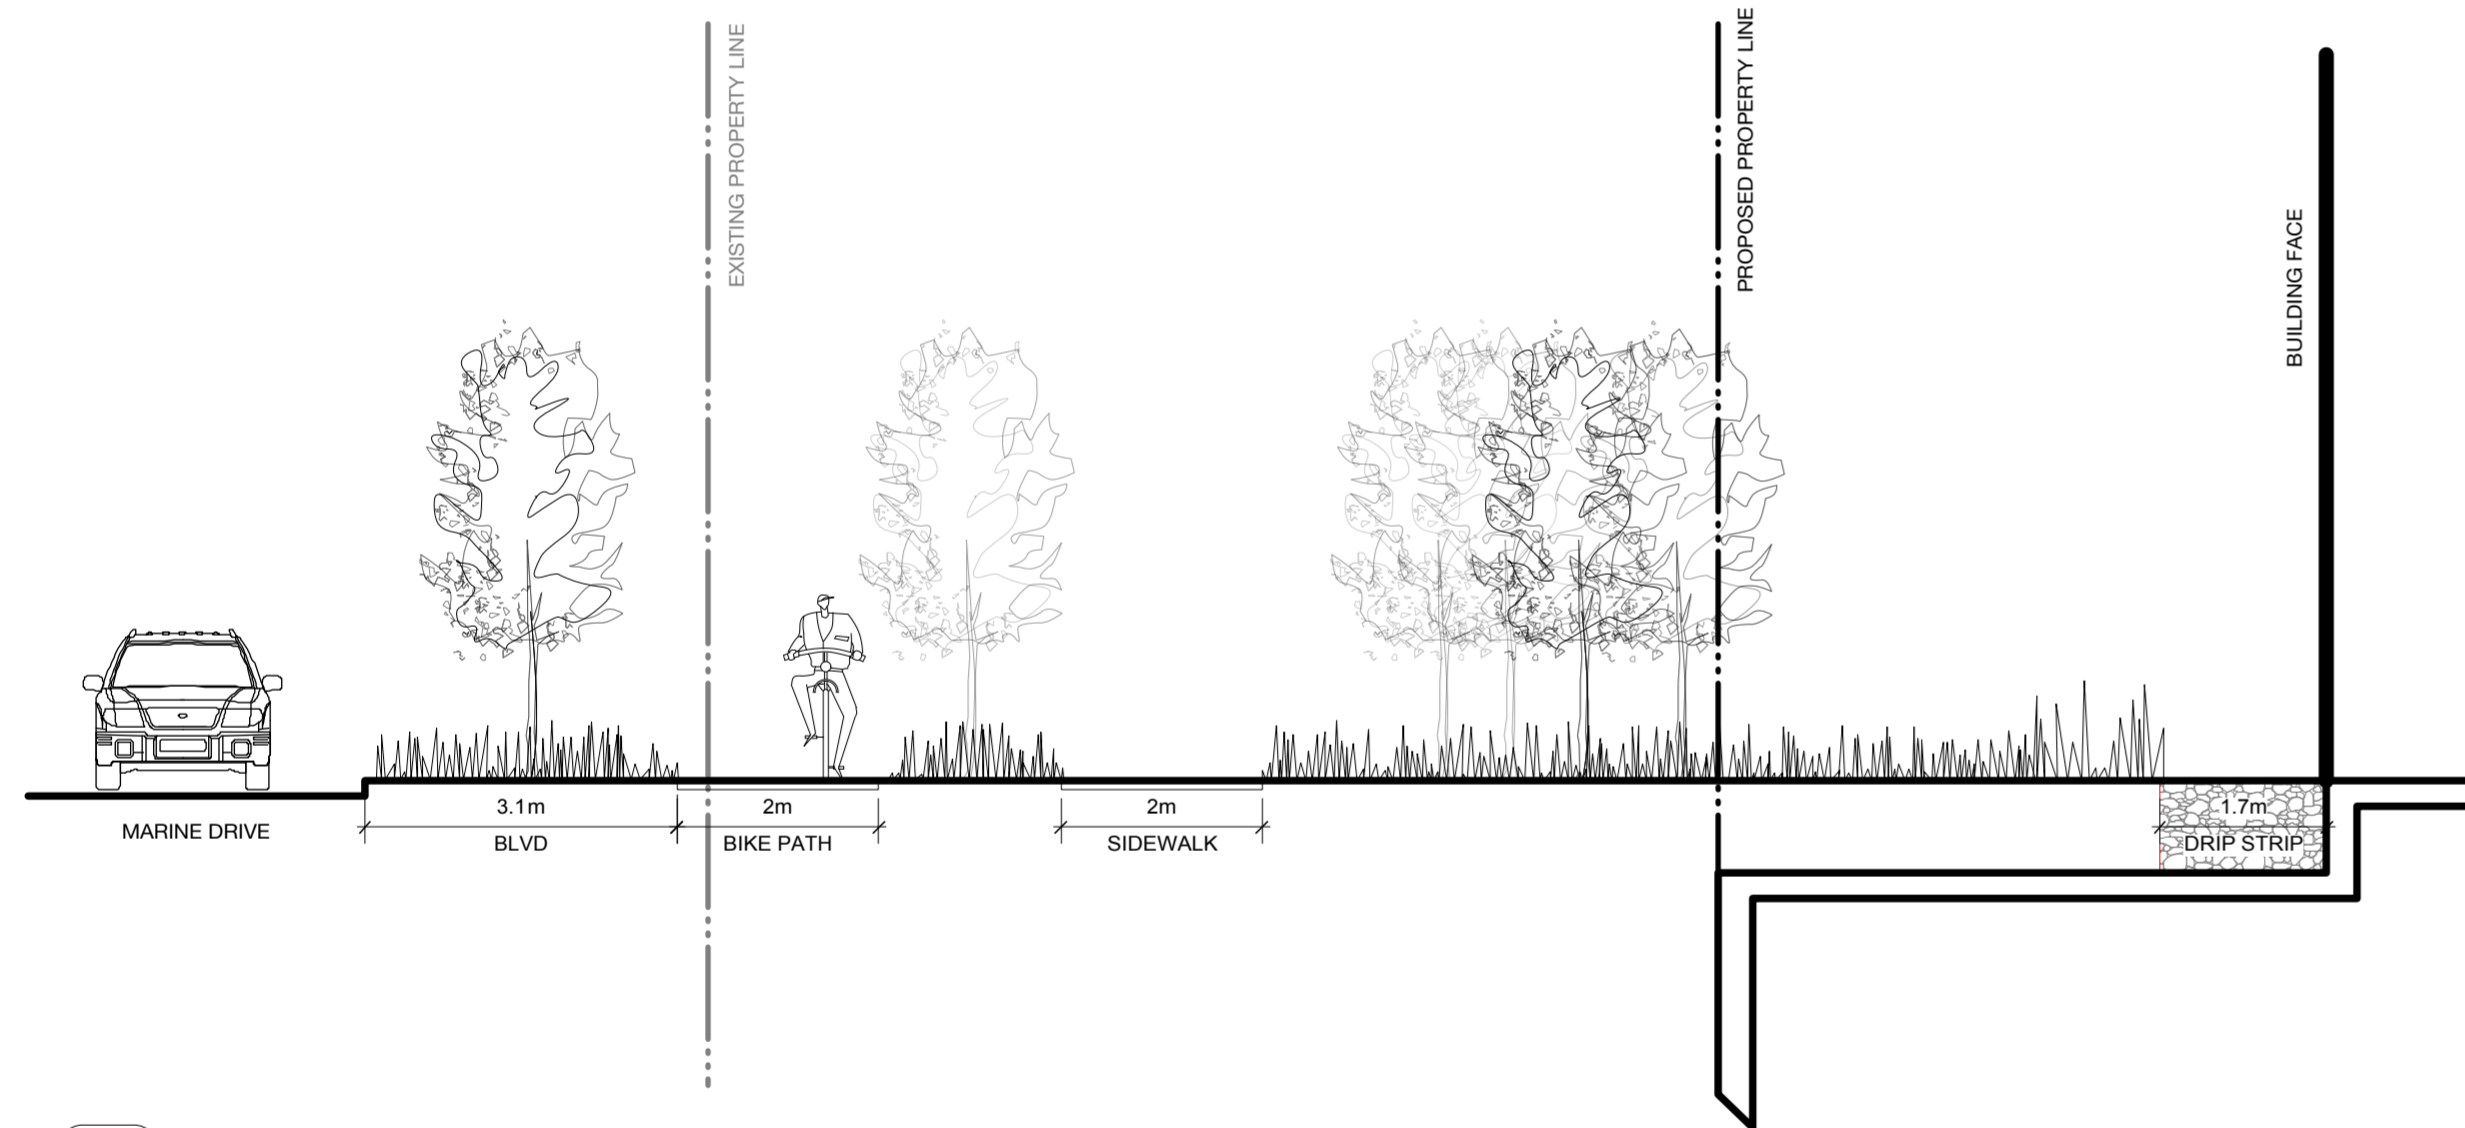 EXISTING PROPERTY LINE
PROPOSED PROPERTY LINE
BUILDING FACE
MARINE DRIVE
3.1m
BLVD
2m
BIKE PATH
2m
SIDEWALK
1.7m
DRIP STRIP